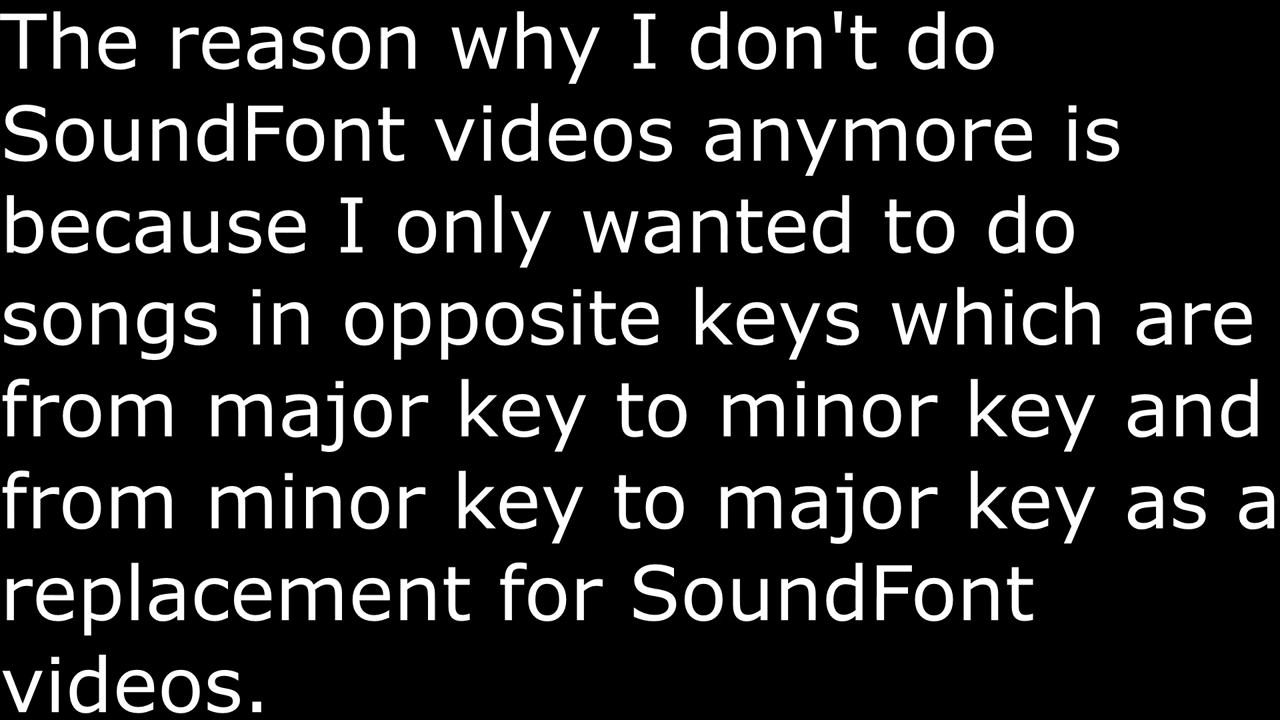 The reason why I don't do
SoundFont videos anymore is
because I only wanted to do
songs in opposite keys which are
from major key to minor key and
from minor key to major key as a
replacement for SoundFont
videos.